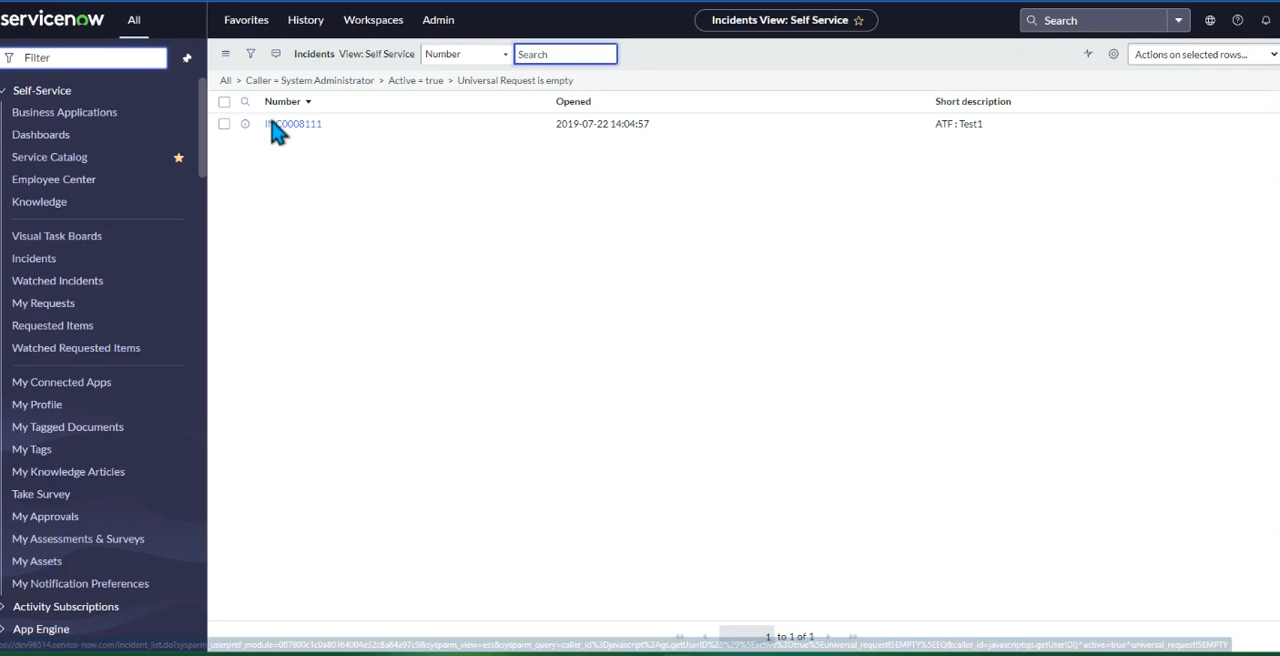 servicenow All Favorites History Workspaces Admin Incidents View: Self Service Search
Filter
Incidents View: Self Service Number Search Actions on selected rows...
All > Caller = System Administrator > Active = true > Universal Request is empty
Number Opened Short description
INC0008111 2019-07-22 14:04:57 ATF : Test1
Self-Service
Business Applications
Dashboards
Service Catalog
Employee Center
Knowledge
Visual Task Boards
Incidents
Watched Incidents
My Requests
Requested Items
Watched Requested Items
My Connected Apps
My Profile
My Tagged Documents
My Tags
My Knowledge Articles
Take Survey
My Approvals
My Assessments & Surveys
My Assets
My Notification Preferences
Activity Subscriptions
App Engine
1 to 1 of 1